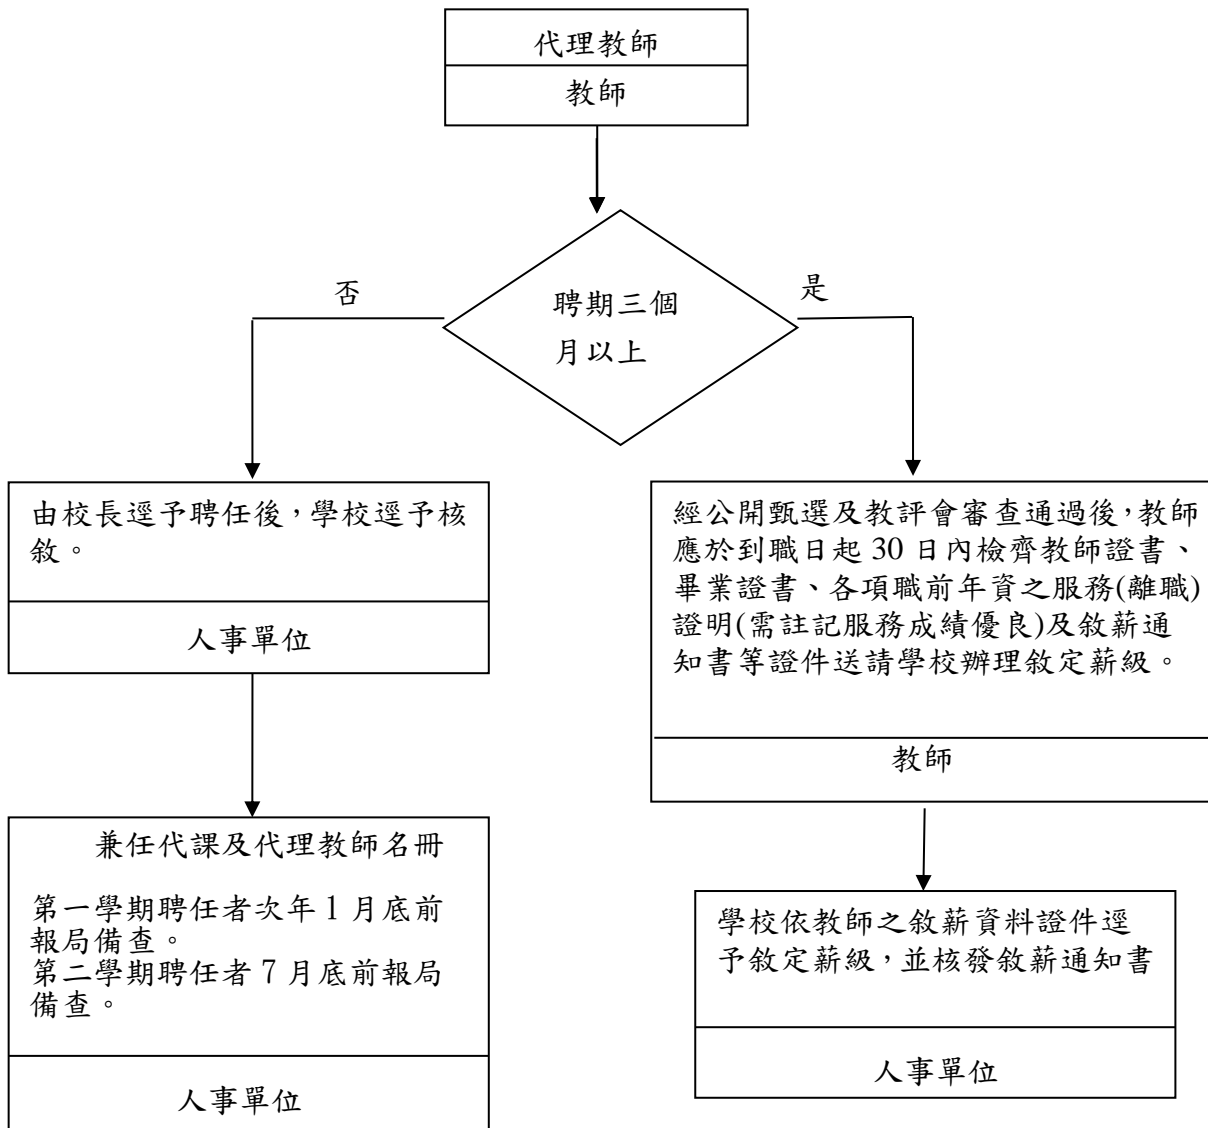 代理教師
教師
否
是
聘期三個
月以上
由校長逕予聘任後，學校逕予核
敘。
人事單位
經公開甄選及教評會審查通過後，教師
應於到職日起 30 日內檢齊教師證書、
畢業證書、各項職前年資之服務(離職)
證明(需註記服務成績優良)及敘薪通
知書等證件送請學校辦理敘定薪級。
教師
兼任代課及代理教師名冊
第一學期聘任者次年 1 月底前
報局備查。
第二學期聘任者 7 月底前報局
備查。
人事單位
學校依教師之敘薪資料證件逕
予敘定薪級，並核發敘薪通知書
人事單位